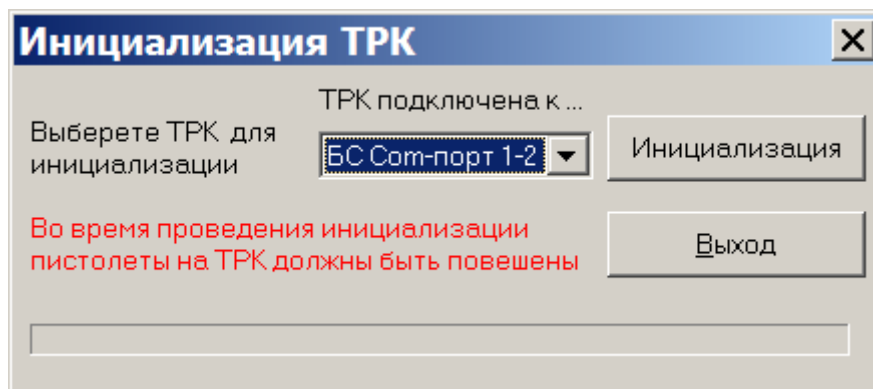 Инициализация ТРК
ТРК подключена к ...
Выберете ТРК для
инициализации
БС Com-порт 1-2
Инициализация
Во время проведения инициализации
пистолеты на ТРК должны быть повешены
Выход